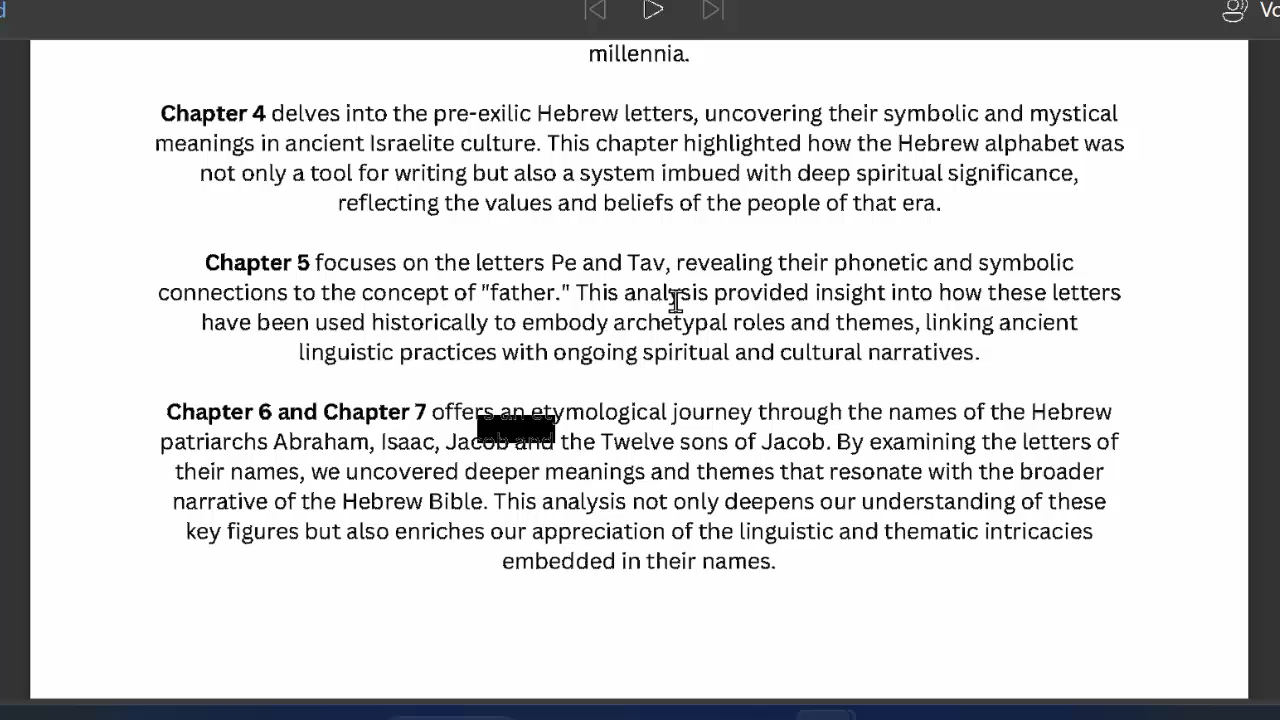 d
Vo
millennia.
Chapter 4 delves into the pre-exilic Hebrew letters, uncovering their symbolic and mystical
meanings in ancient Israelite culture. This chapter highlighted how the Hebrew alphabet was
not only a tool for writing but also a system imbued with deep spiritual significance,
reflecting the values and beliefs of the people of that era.
Chapter 5 focuses on the letters Pe and Tav, revealing their phonetic and symbolic
connections to the concept of "father." This analysis provided insight into how these letters
have been used historically to embody archetypal roles and themes, linking ancient
linguistic practices with ongoing spiritual and cultural narratives.
Chapter 6 and Chapter 7 offers an etymological journey through the names of the Hebrew
patriarchs Abraham, Isaac, Jacob and the Twelve sons of Jacob. By examining the letters of
their names, we uncovered deeper meanings and themes that resonate with the broader
narrative of the Hebrew Bible. This analysis not only deepens our understanding of these
key figures but also enriches our appreciation of the linguistic and thematic intricacies
embedded in their names.